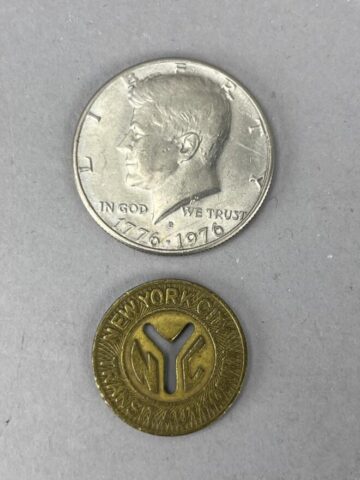 LIBERTY
IN GOD WE TRUST
S
1776·1976
NEW YORK CITY
NYC